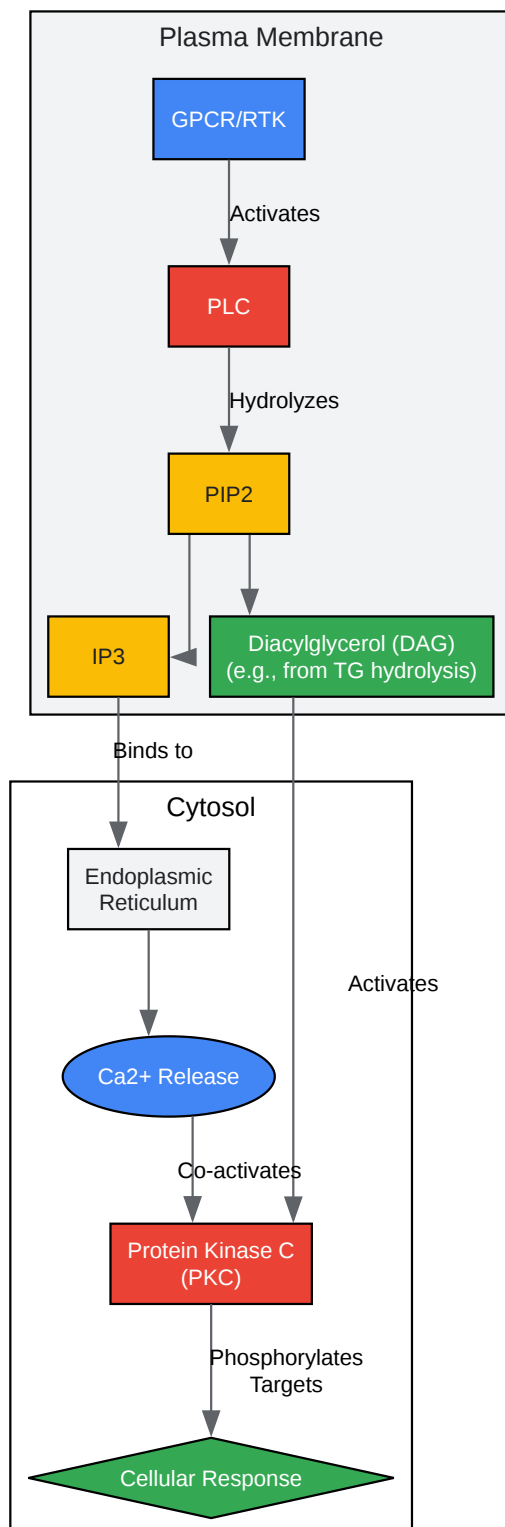 Plasma Membrane
GPCR/RTK
Activates
PLC
Hydrolyzes
PIP2
IP3
Diacylglycerol (DAG)
(e.g., from TG hydrolysis)
Binds to
Cytosol
Endoplasmic
Reticulum
Activates
Ca2+ Release
Co-activates
Protein Kinase C
(PKC)
Phosphorylates
Targets
Cellular Response